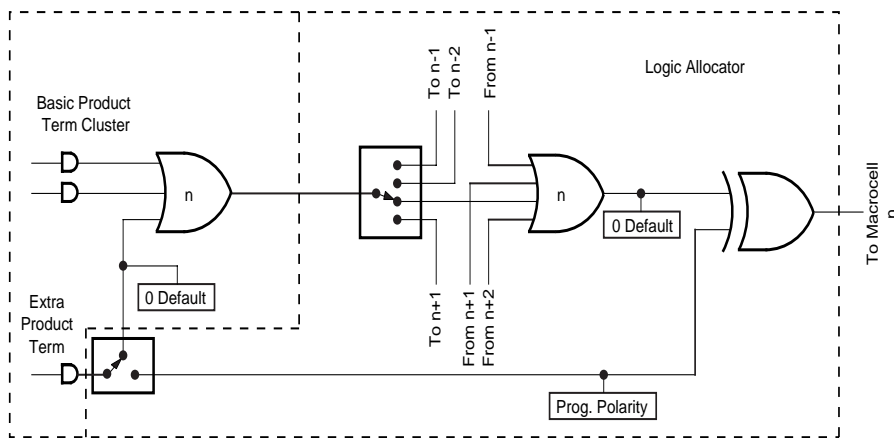 To n-1
To n-2
From n-1
Logic Allocator
Basic Product
Term Cluster
n
n
0 Default
To Macrocell
n
0 Default
Extra
Product
Term
To n+1
From n+1
From n+2
Prog. Polarity